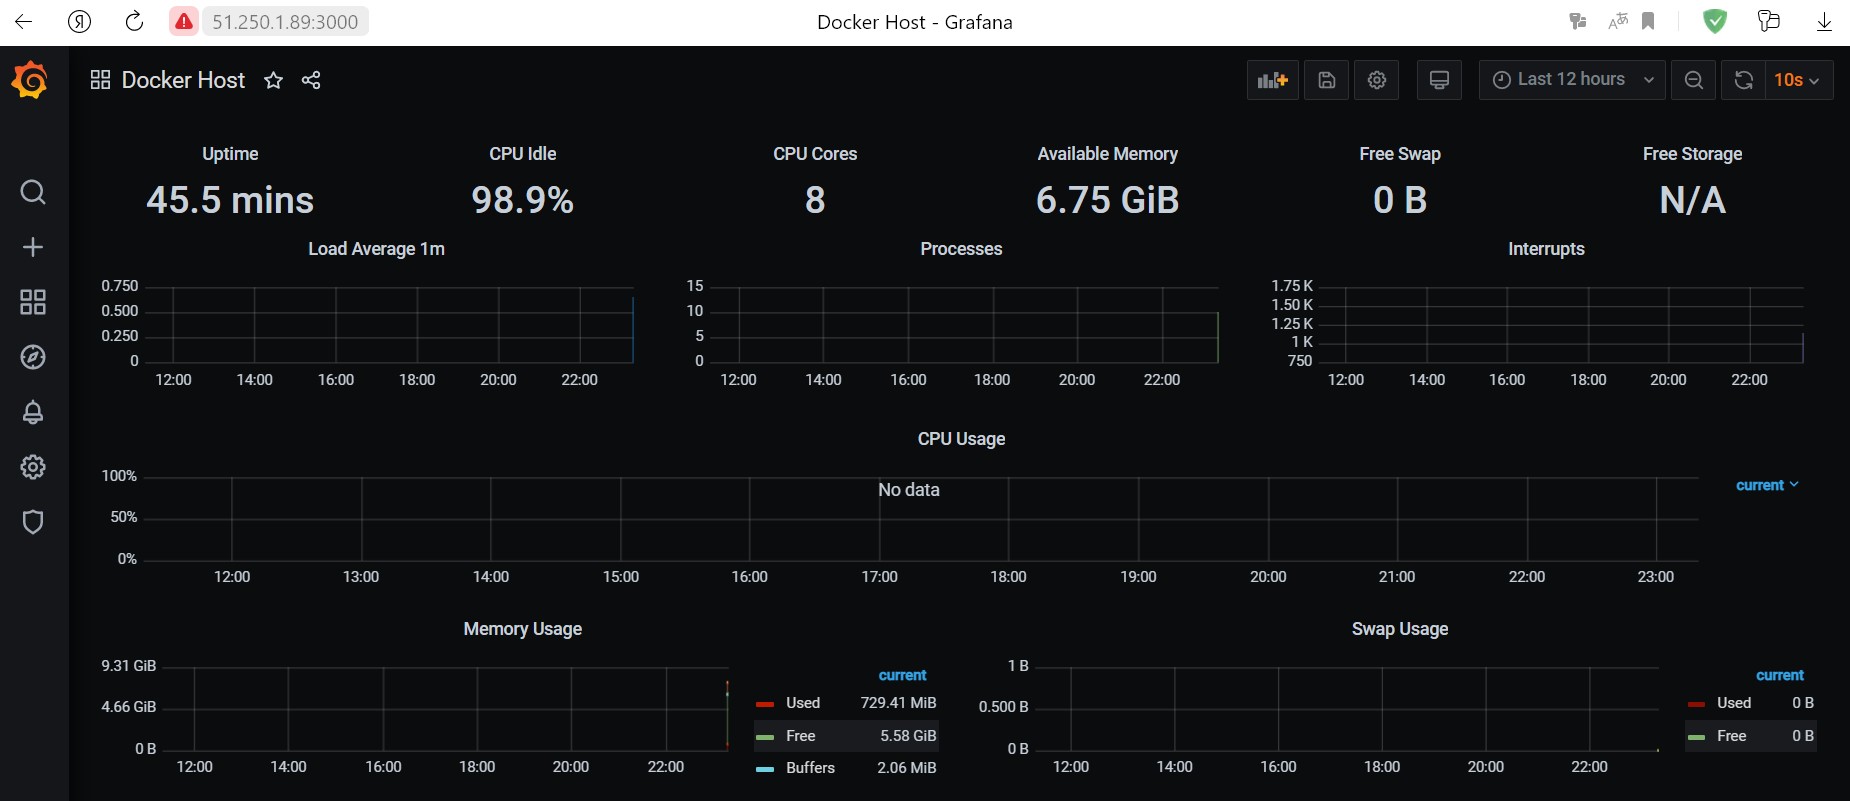 51.250.1.89:3000
Docker Host - Grafana
Docker Host
Last 12 hours
10s
Uptime
CPU Idle
CPU Cores
Available Memory
Free Swap
Free Storage
45.5 mins
98.9%
8
6.75 GiB
0 B
N/A
Load Average 1m
0.750
0.500
0.250
0
12:00 14:00 16:00 18:00 20:00 22:00
Processes
15
10
5
0
12:00 14:00 16:00 18:00 20:00 22:00
Interrupts
1.75 K
1.50 K
1.25 K
1 K
750
12:00 14:00 16:00 18:00 20:00 22:00
CPU Usage
100%
50%
0%
No data
current
12:00 13:00 14:00 15:00 16:00 17:00 18:00 19:00 20:00 21:00 22:00 23:00
Memory Usage
9.31 GiB
4.66 GiB
0 B
12:00 14:00 16:00 18:00 20:00 22:00
current
Used 729.41 MiB
Free 5.58 GiB
Buffers 2.06 MiB
Swap Usage
1 B
0.500 B
0 B
12:00 14:00 16:00 18:00 20:00 22:00
current
Used 0 B
Free 0 B